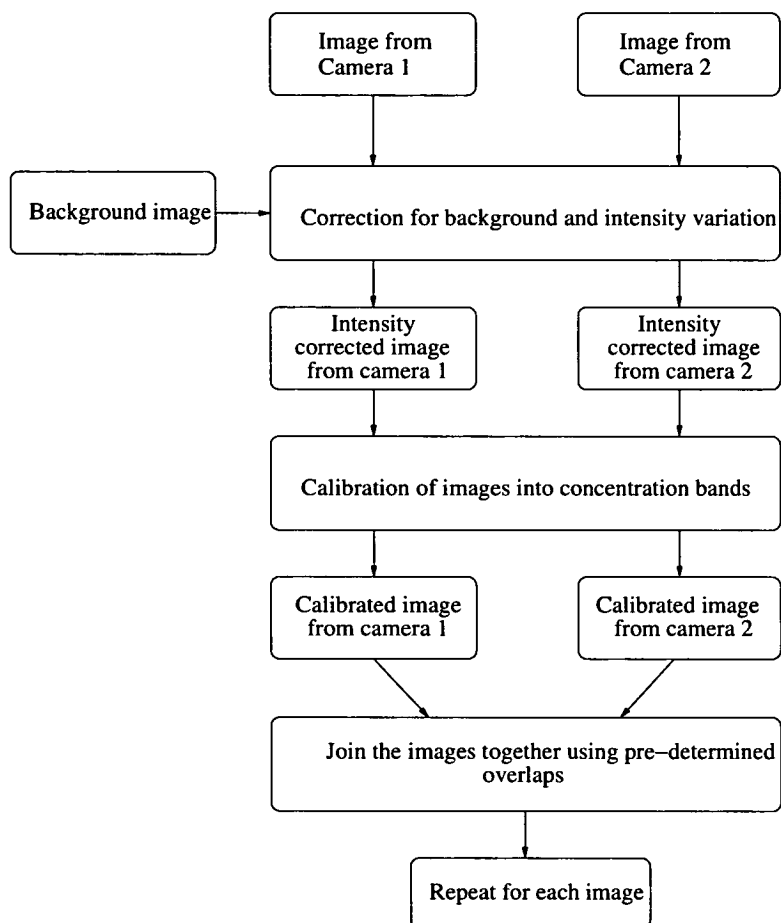 Image from
Camera 1
Image from
Camera 2
Background image
Correction for background and intensity variation
Intensity
corrected image
from camera 1
Intensity
corrected image
from camera 2
Calibration of images into concentration bands
Calibrated image
from camera 1
Calibrated image
from camera 2
Join the images together using pre–determined
overlaps
Repeat for each image